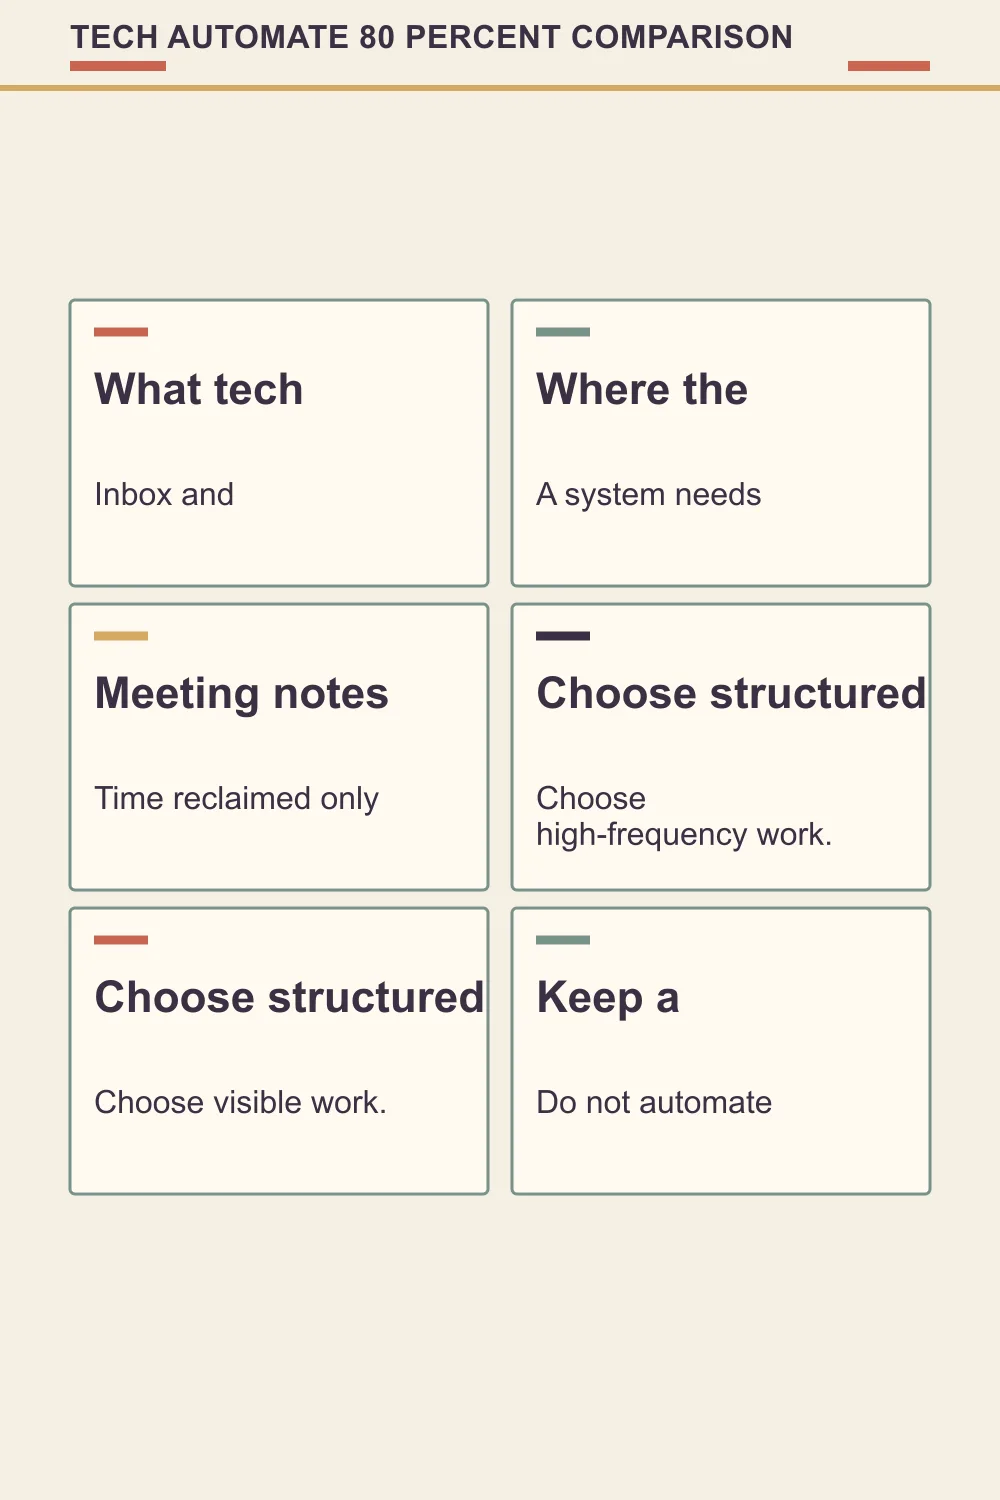 TECH AUTOMATE 80 PERCENT COMPARISON
What tech
Inbox and
Where the
A system needs
Meeting notes
Time reclaimed only
Choose structured
Choose
high-frequency work.
Choose structured
Choose visible work.
Keep a
Do not automate